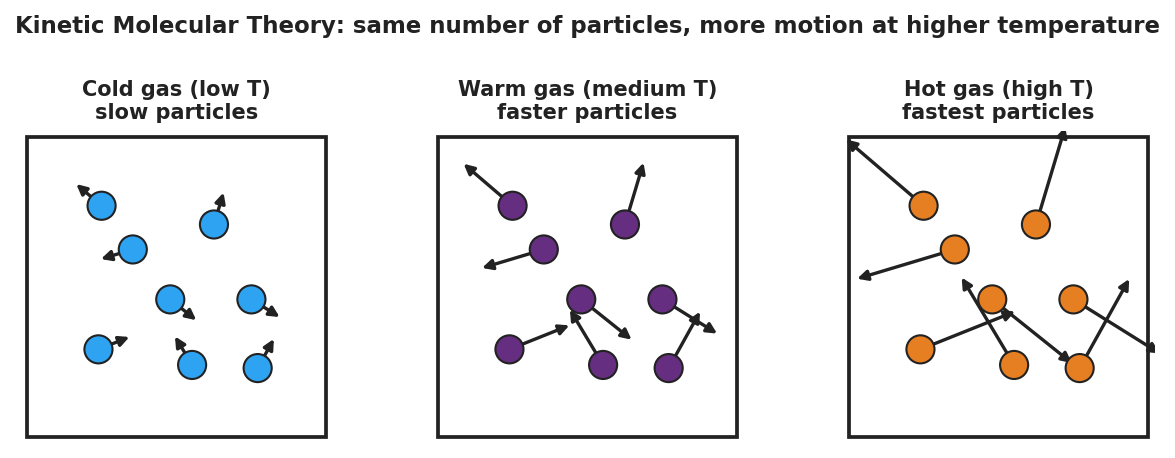 Kinetic Molecular Theory: same number of particles, more motion at higher temperature
Cold gas (low T)
slow particles
Warm gas (medium T)
faster particles
Hot gas (high T)
fastest particles